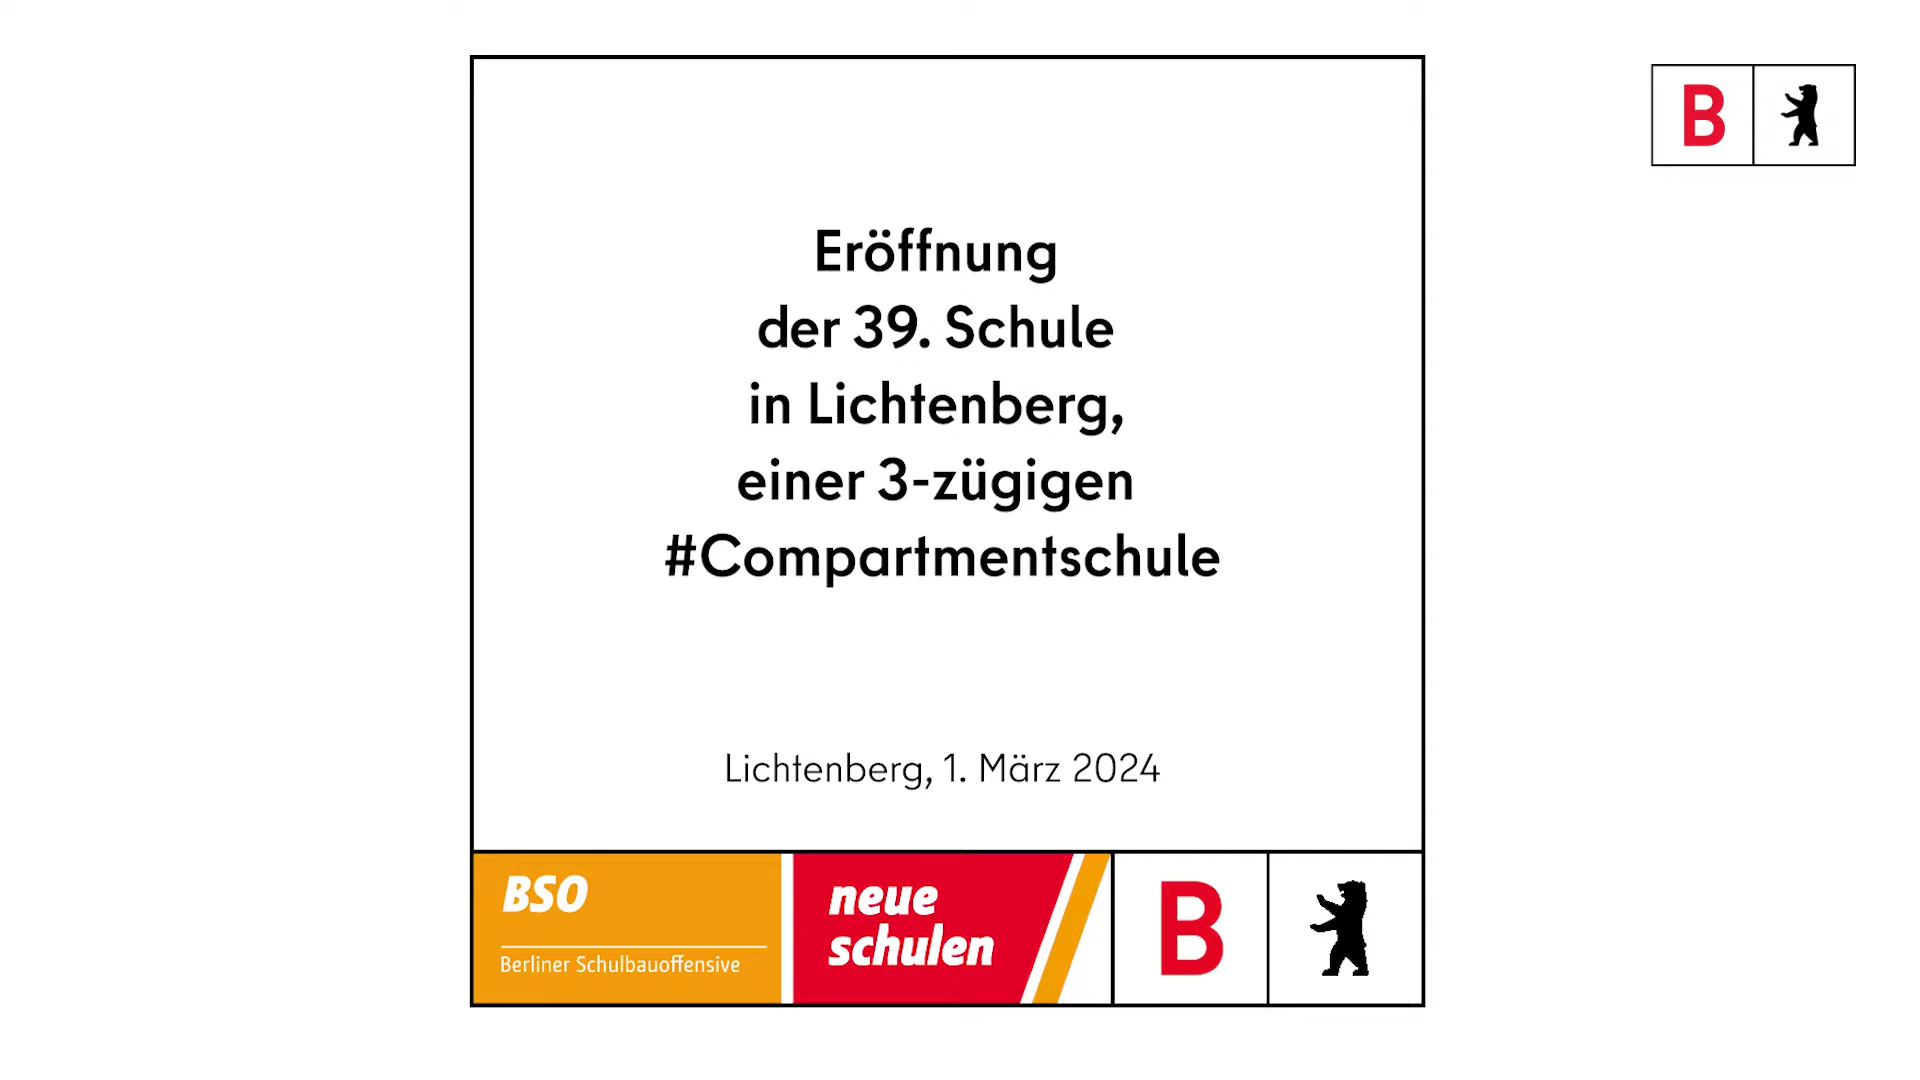 B
Eröffnung
der 39. Schule
in Lichtenberg,
einer 3-zügigen
#Compartmentschule
Lichtenberg, 1. März 2024
BSO
Berliner Schulbauoffensive
neue
schulen
B